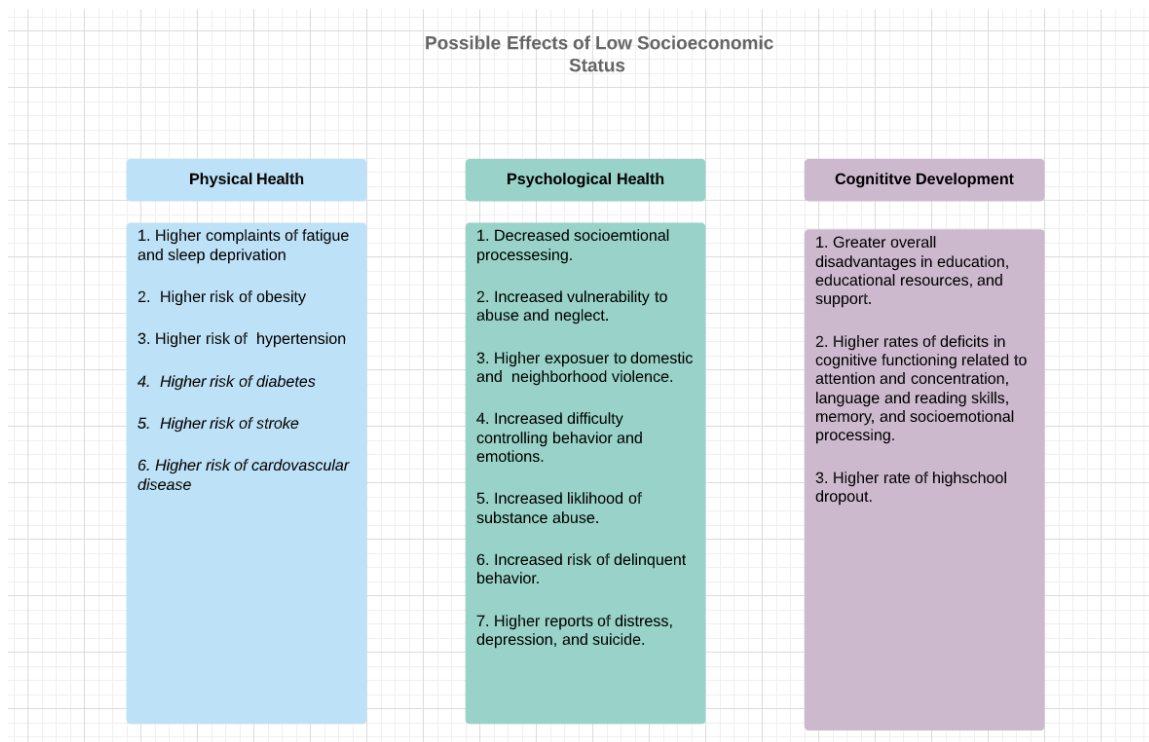 Possible Effects of Low Socioeconomic
Status
Physical Health
1. Higher complaints of fatigue
and sleep deprivation
2. Higher risk of obesity
3. Higher risk of hypertension
4. Higher risk of diabetes
5. Higher risk of stroke
6. Higher risk of cardovascular
disease
Psychological Health
1. Decreased socioemtional
processesing.
2. Increased vulnerability to
abuse and neglect.
3. Higher exposuer to domestic
and neighborhood violence.
4. Increased difficulty
controlling behavior and
emotions.
5. Increased liklihood of
substance abuse.
6. Increased risk of delinquent
behavior.
7. Higher reports of distress,
depression, and suicide.
Cognititve Development
1. Greater overall
disadvantages in education,
educational resources, and
support.
2. Higher rates of deficits in
cognitive functioning related to
attention and concentration,
language and reading skills,
memory, and socioemotional
processing.
3. Higher rate of highschool
dropout.